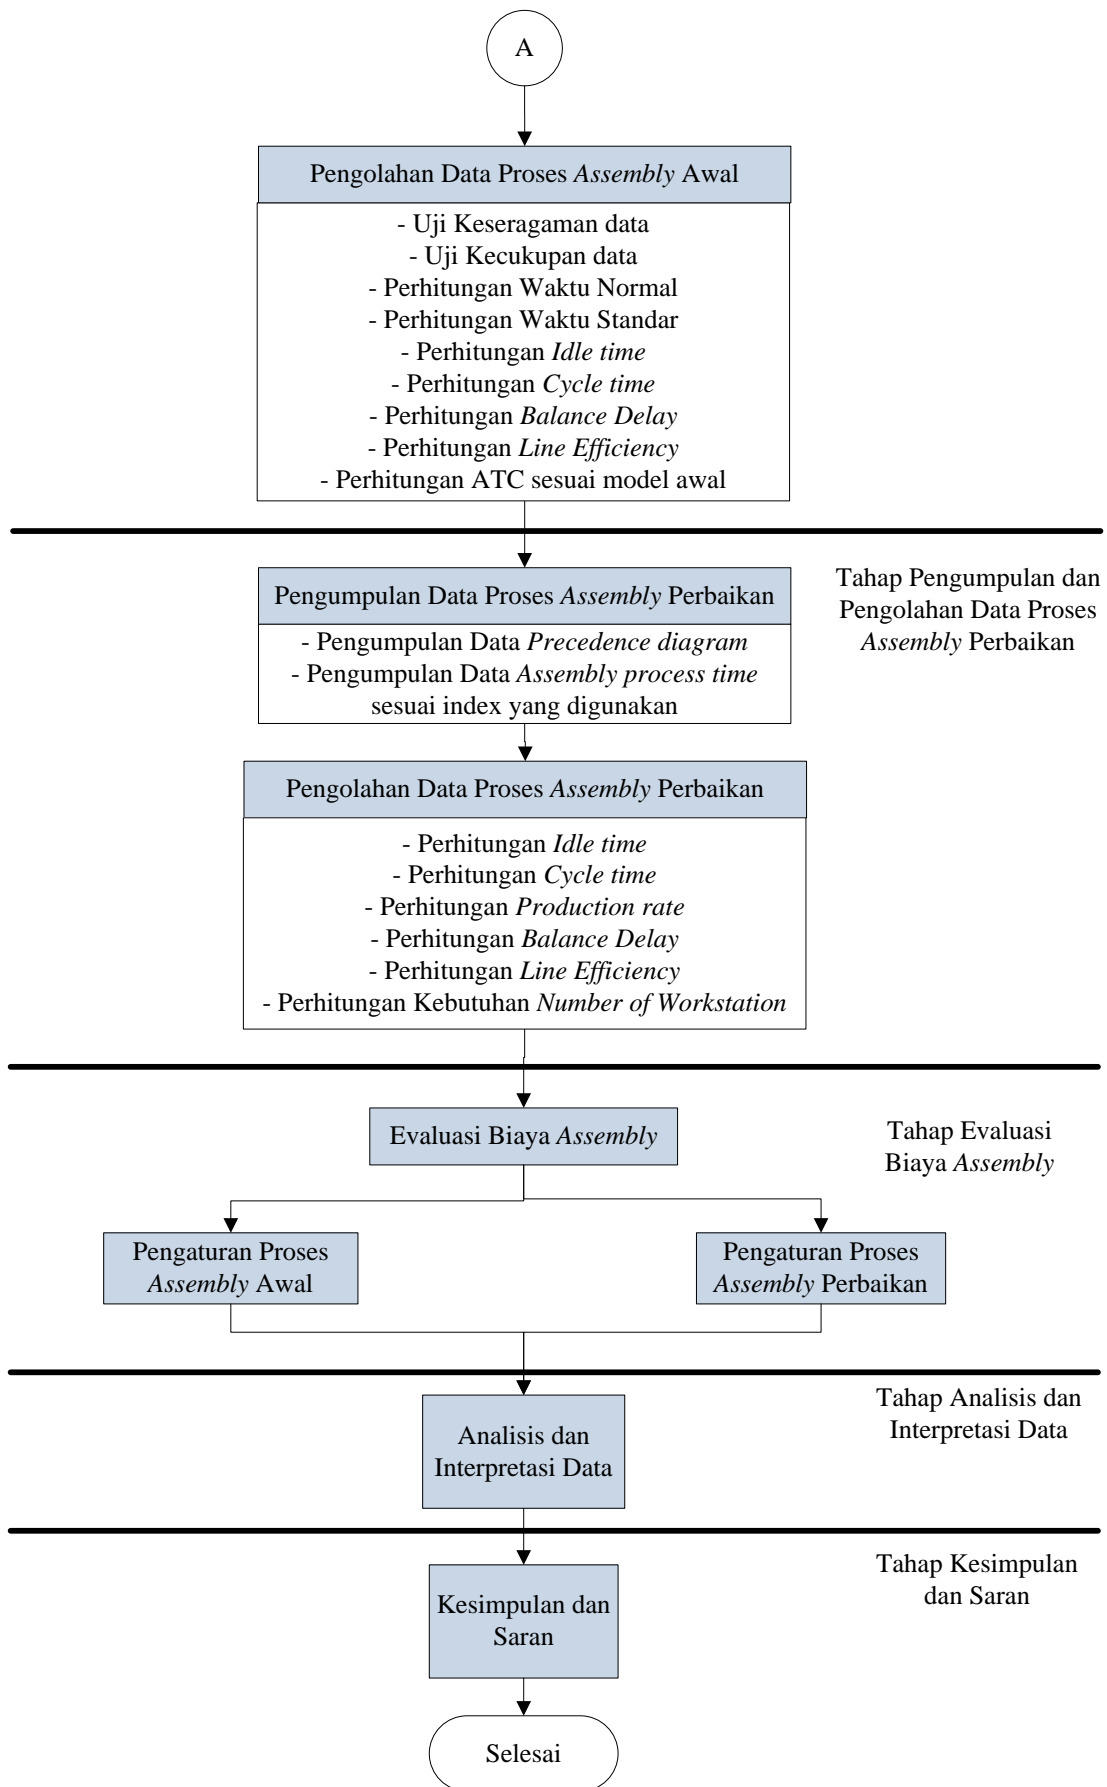 A
Pengolahan Data Proses Assembly Awal
- Uji Keseragaman data
- Uji Kecukupan data
- Perhitungan Waktu Normal
- Perhitungan Waktu Standar
- Perhitungan Idle time
- Perhitungan Cycle time
- Perhitungan Balance Delay
- Perhitungan Line Efficiency
- Perhitungan ATC sesuai model awal
Tahap Pengumpulan dan
Pengolahan Data Proses
Assembly Perbaikan
Pengumpulan Data Proses Assembly Perbaikan
- Pengumpulan Data Precedence diagram
- Pengumpulan Data Assembly process time
sesuai index yang digunakan
Pengolahan Data Proses Assembly Perbaikan
- Perhitungan Idle time
- Perhitungan Cycle time
- Perhitungan Production rate
- Perhitungan Balance Delay
- Perhitungan Line Efficiency
- Perhitungan Kebutuhan Number of Workstation
Evaluasi Biaya Assembly
Tahap Evaluasi
Biaya Assembly
Pengaturan Proses
Assembly Awal
Pengaturan Proses
Assembly Perbaikan
Tahap Analisis dan
Interpretasi Data
Analisis dan
Interpretasi Data
Tahap Kesimpulan
dan Saran
Kesimpulan dan
Saran
Selesai